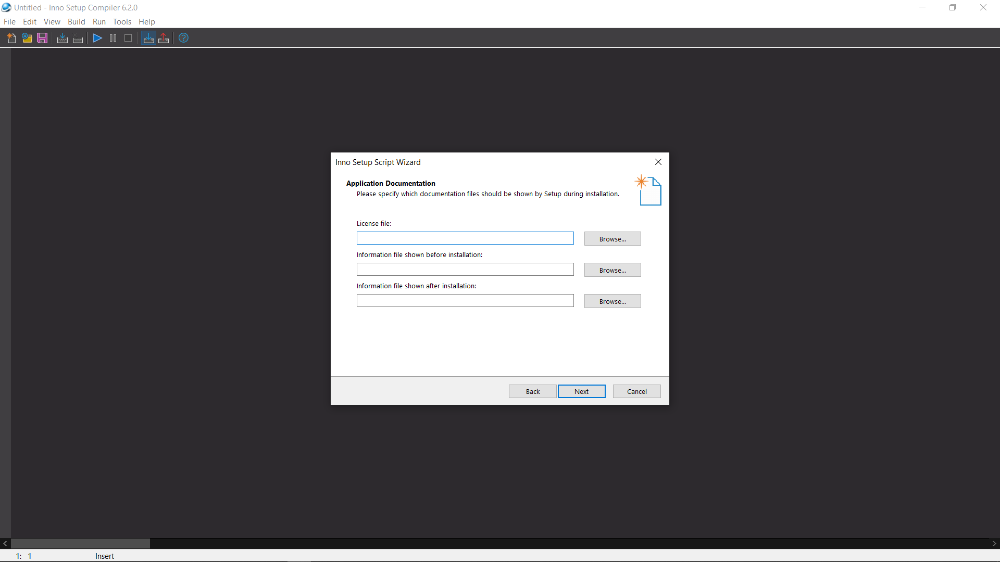 Untitled - Inno Setup Compiler 6.2.0
File Edit View Build Run Tools Help
Inno Setup Script Wizard
Application Documentation
Please specify which documentation files should be shown by Setup during installation.
License file:
Browse...
Information file shown before installation:
Browse...
Information file shown after installation:
Browse...
Back Next Cancel
1: 1 Insert